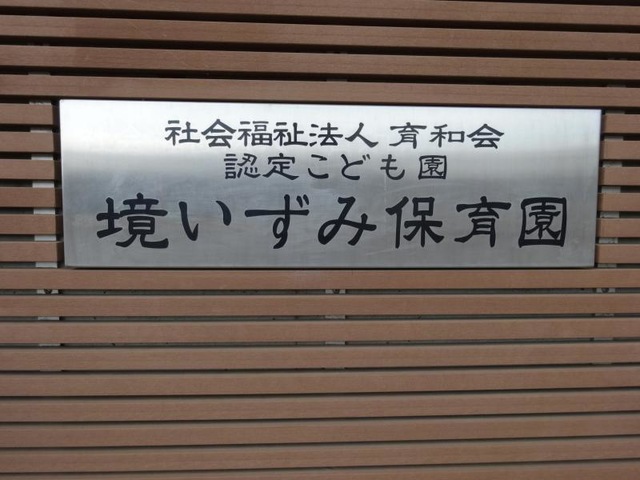 社会福祉法人 育和会
認定こども園
境いずみ保育園